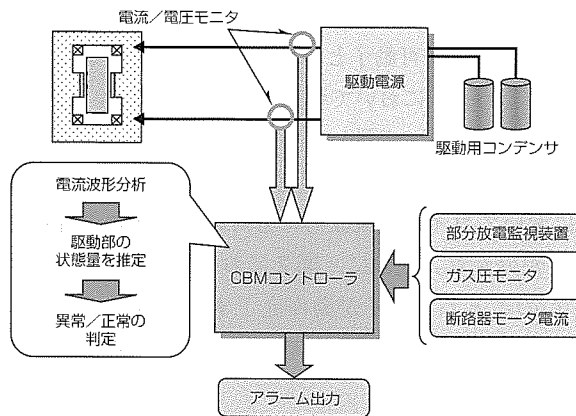 電流／電圧モニタ
駆動電源
駆動用コンデンサ
電流波形分析
駆動部の
状態量を推定
異常／正常の
判定
CBMコントローラ
部分放電監視装置
ガス圧モニタ
断路器モータ電流
アラーム出力